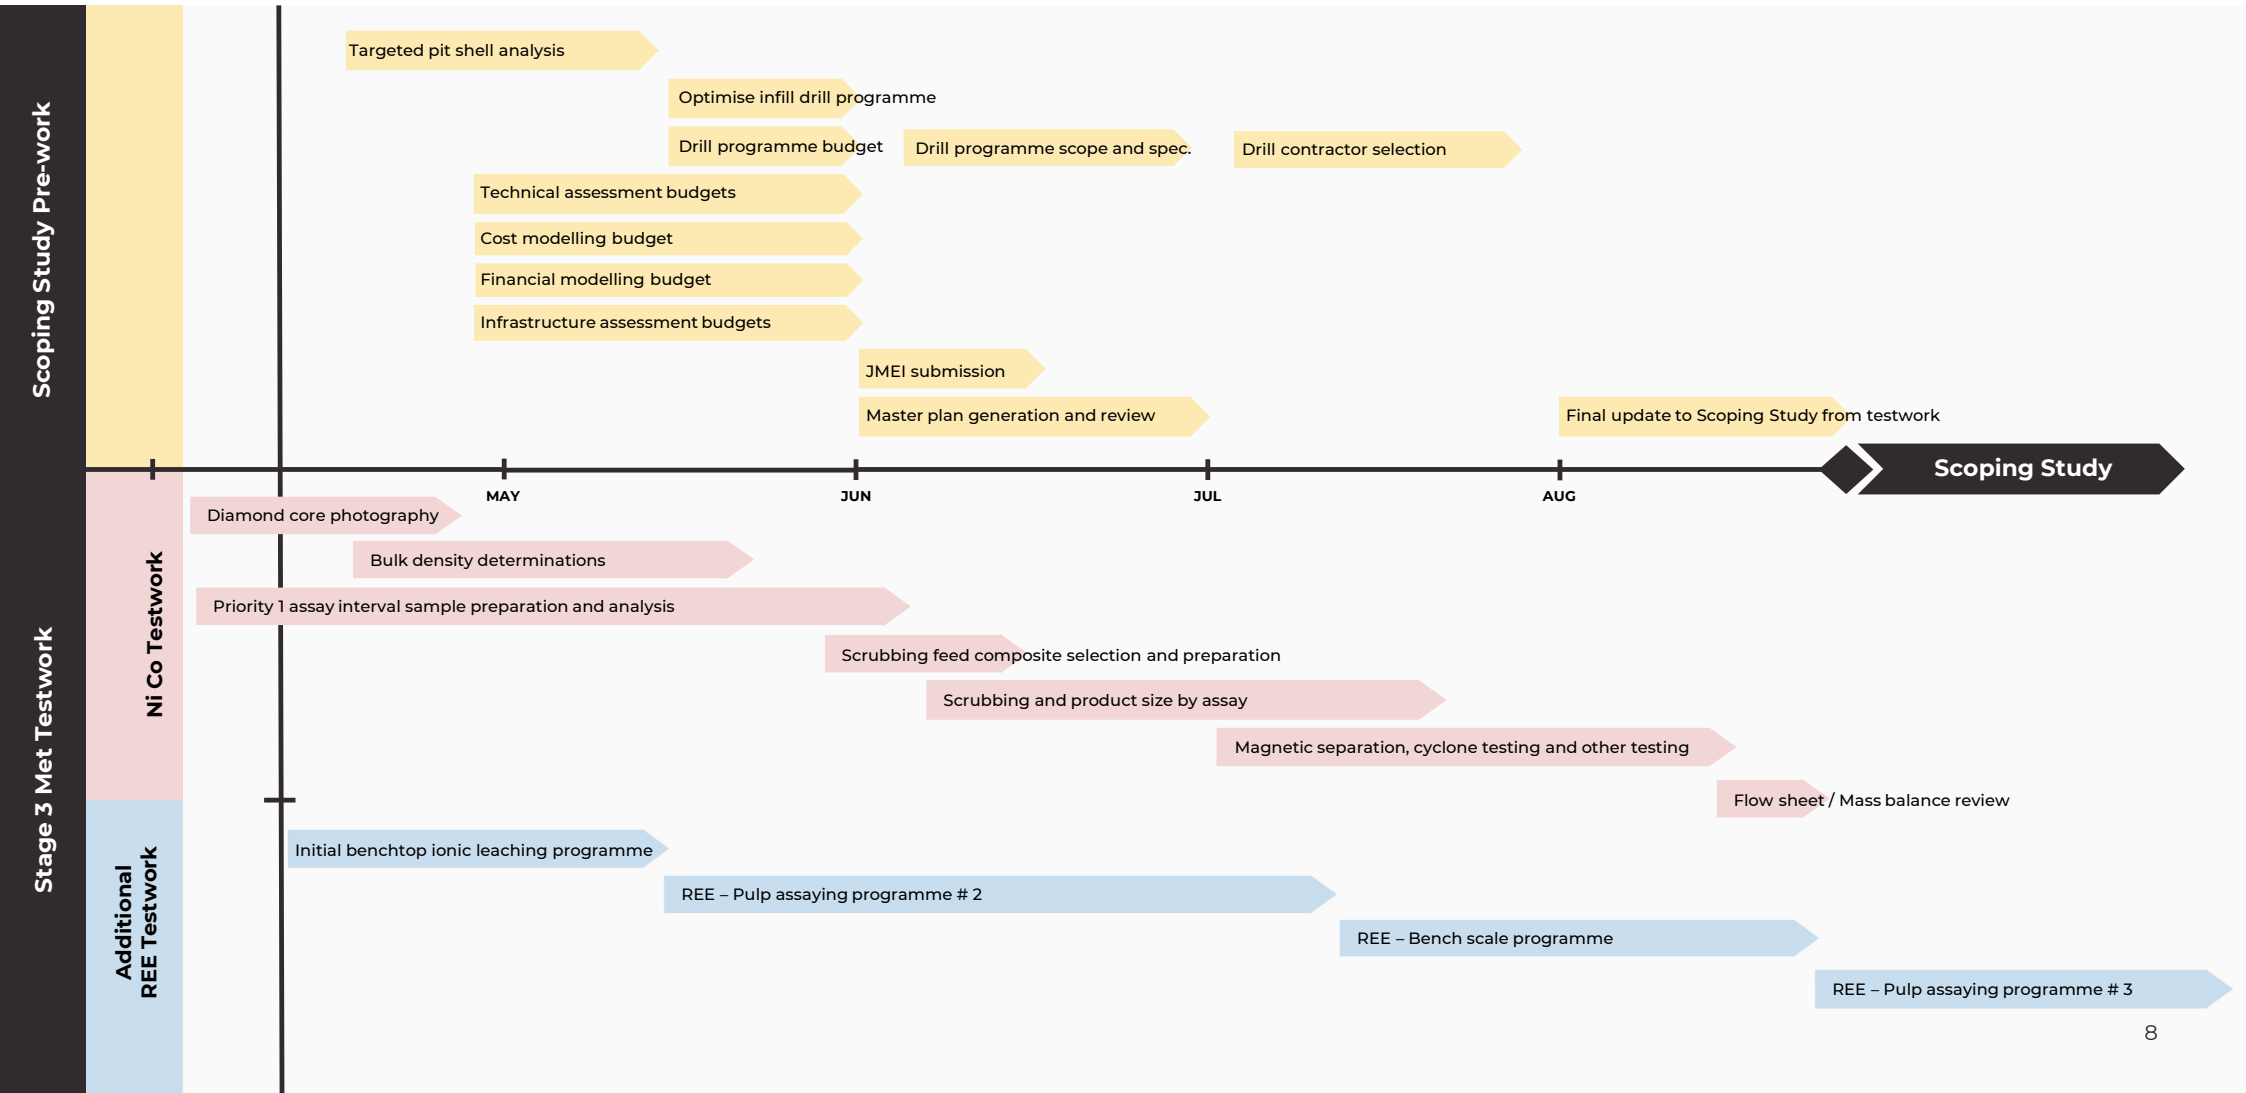 Scoping Study Pre-work
Targeted pit shell analysis
Optimise infill drill programme
Drill programme budget
Drill programme scope and spec.
Drill contractor selection
Technical assessment budgets
Cost modelling budget
Financial modelling budget
Infrastructure assessment budgets
JMEI submission
Master plan generation and review
Final update to Scoping Study from testwork
Scoping Study
MAY
JUN
JUL
AUG
Stage 3 Met Testwork
Ni Co Testwork
Diamond core photography
Bulk density determinations
Priority 1 assay interval sample preparation and analysis
Scrubbing feed composite selection and preparation
Scrubbing and product size by assay
Magnetic separation, cyclone testing and other testing
Flow sheet / Mass balance review
Additional
REE Testwork
Initial benchtop ionic leaching programme
REE – Pulp assaying programme # 2
REE – Bench scale programme
REE – Pulp assaying programme # 3
8